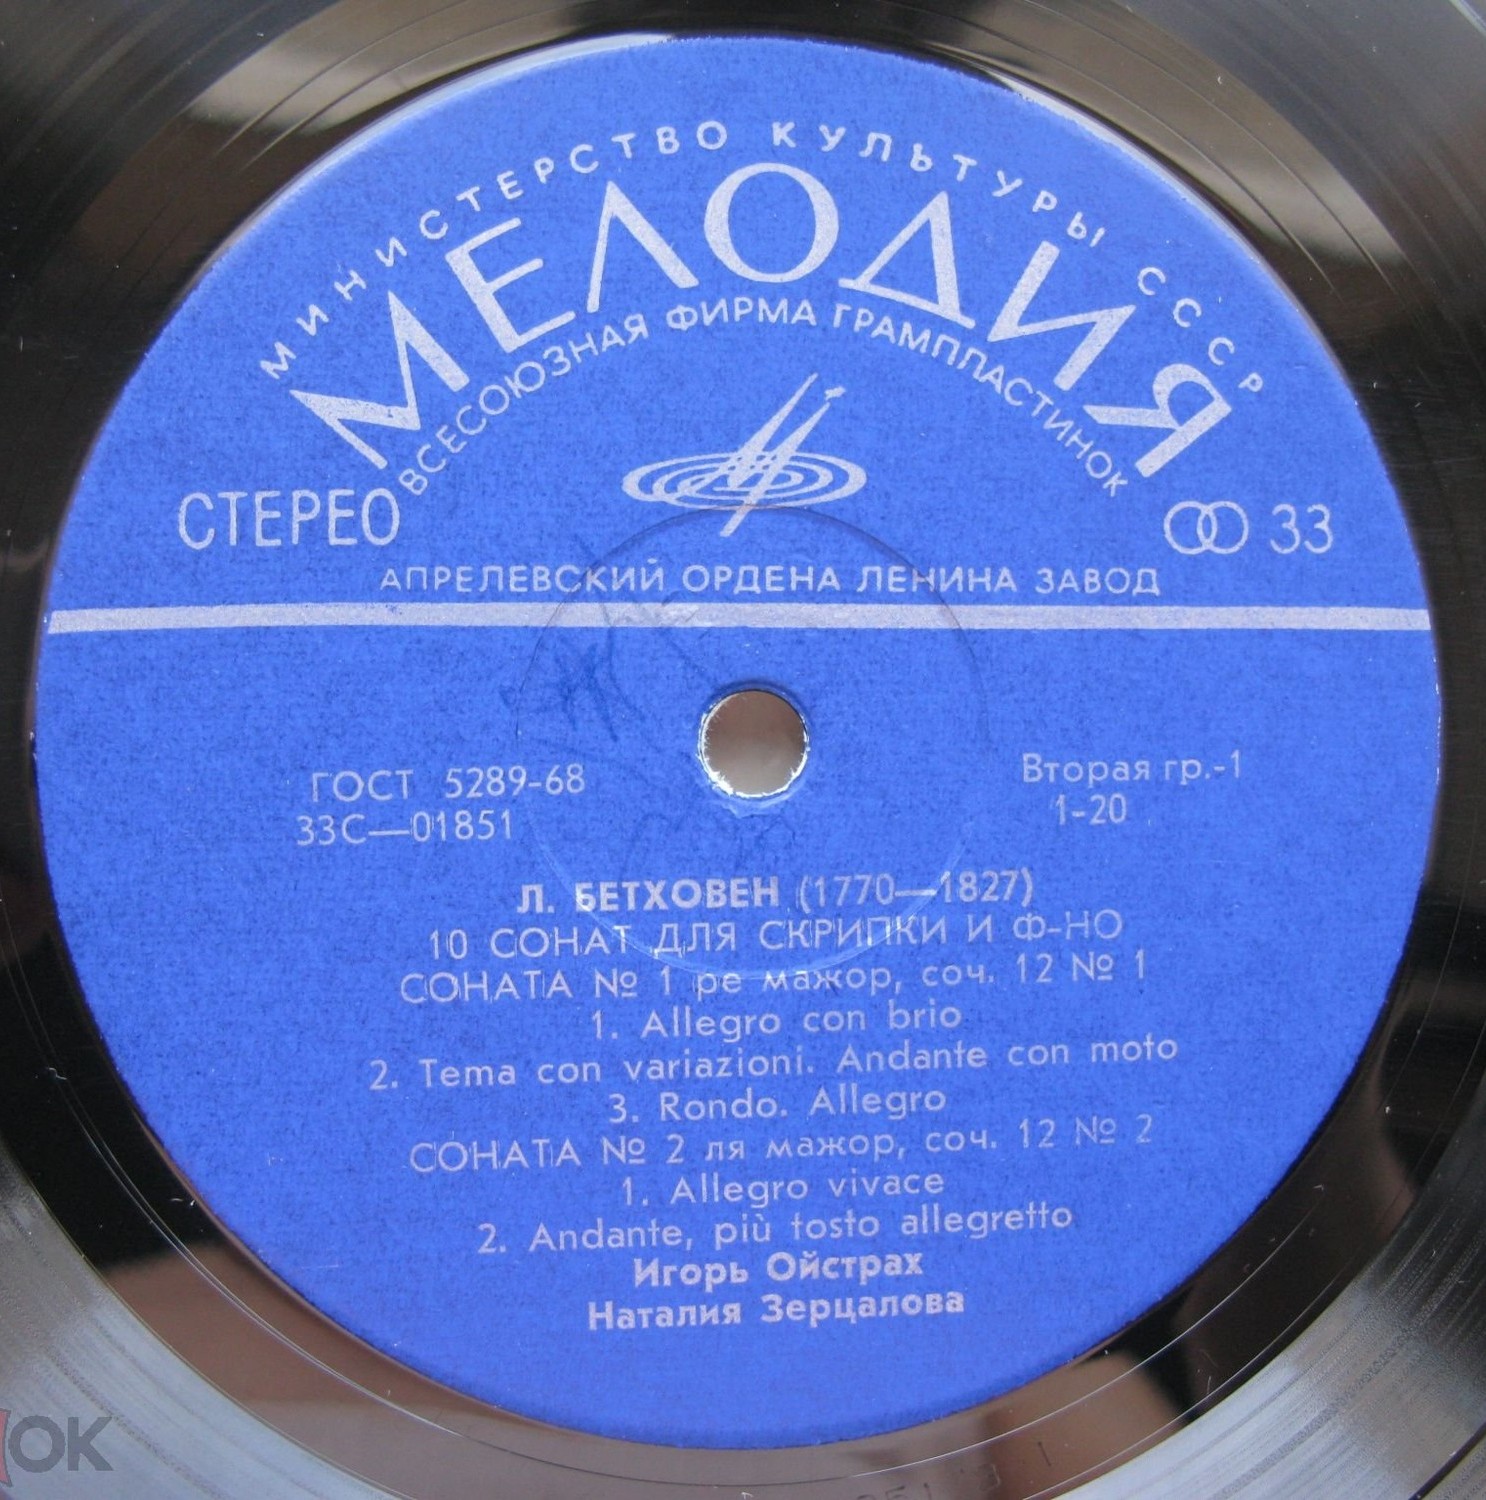 МИНИСТЕРСТВО КУЛЬТУРЫ СССР
МЕЛОДИЯ
ВСЕСОЮЗНАЯ ФИРМА ГРАМПЛАСТИНОК
СТЕРЕО
33
АПРЕЛЕВСКИЙ ОРДЕНА ЛЕНИНА ЗАВОД
ГОСТ 5289-68
33С—01851
Вторая гр.-1
1-20
Л. БЕТХОВЕН (1770—1827)
10 СОНАТ ДЛЯ СКРИПКИ И Ф-НО
СОНАТА № 1 ре мажор, соч. 12 № 1
1. Allegro con brio
2. Tema con variazioni. Andante con moto
3. Rondo. Allegro
СОНАТА № 2 ля мажор, соч. 12 № 2
1. Allegro vivace
2. Andante, più tosto allegretto
Игорь Ойстрах
Наталия Зерцалова
ОК